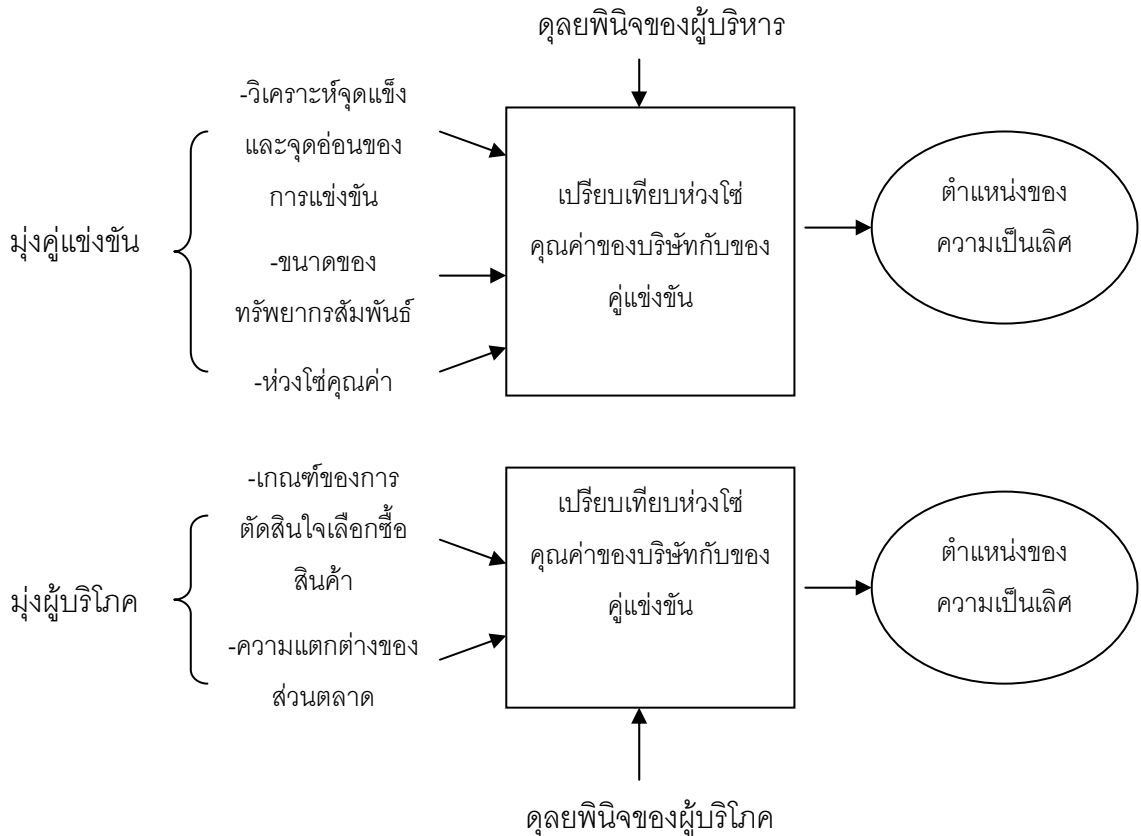 ดุลยพินิจของผู้บริหาร
มุ่งคู่แข่งขัน
-วิเคราะห์จุดแข็ง
และจุดอ่อนของ
การแข่งขัน
-ขนาดของ
ทรัพยากรสัมพันธ์
-ห่วงโซ่คุณค่า
เปรียบเทียบห่วงโซ่
คุณค่าของบริษัทกับของ
คู่แข่งขัน
ตำแหน่งของ
ความเป็นเลิศ
มุ่งผู้บริโภค
-เกณฑ์ของการ
ตัดสินใจเลือกซื้อ
สินค้า
-ความแตกต่างของ
ส่วนตลาด
เปรียบเทียบห่วงโซ่
คุณค่าของบริษัทกับของ
คู่แข่งขัน
ตำแหน่งของ
ความเป็นเลิศ
ดุลยพินิจของผู้บริโภค